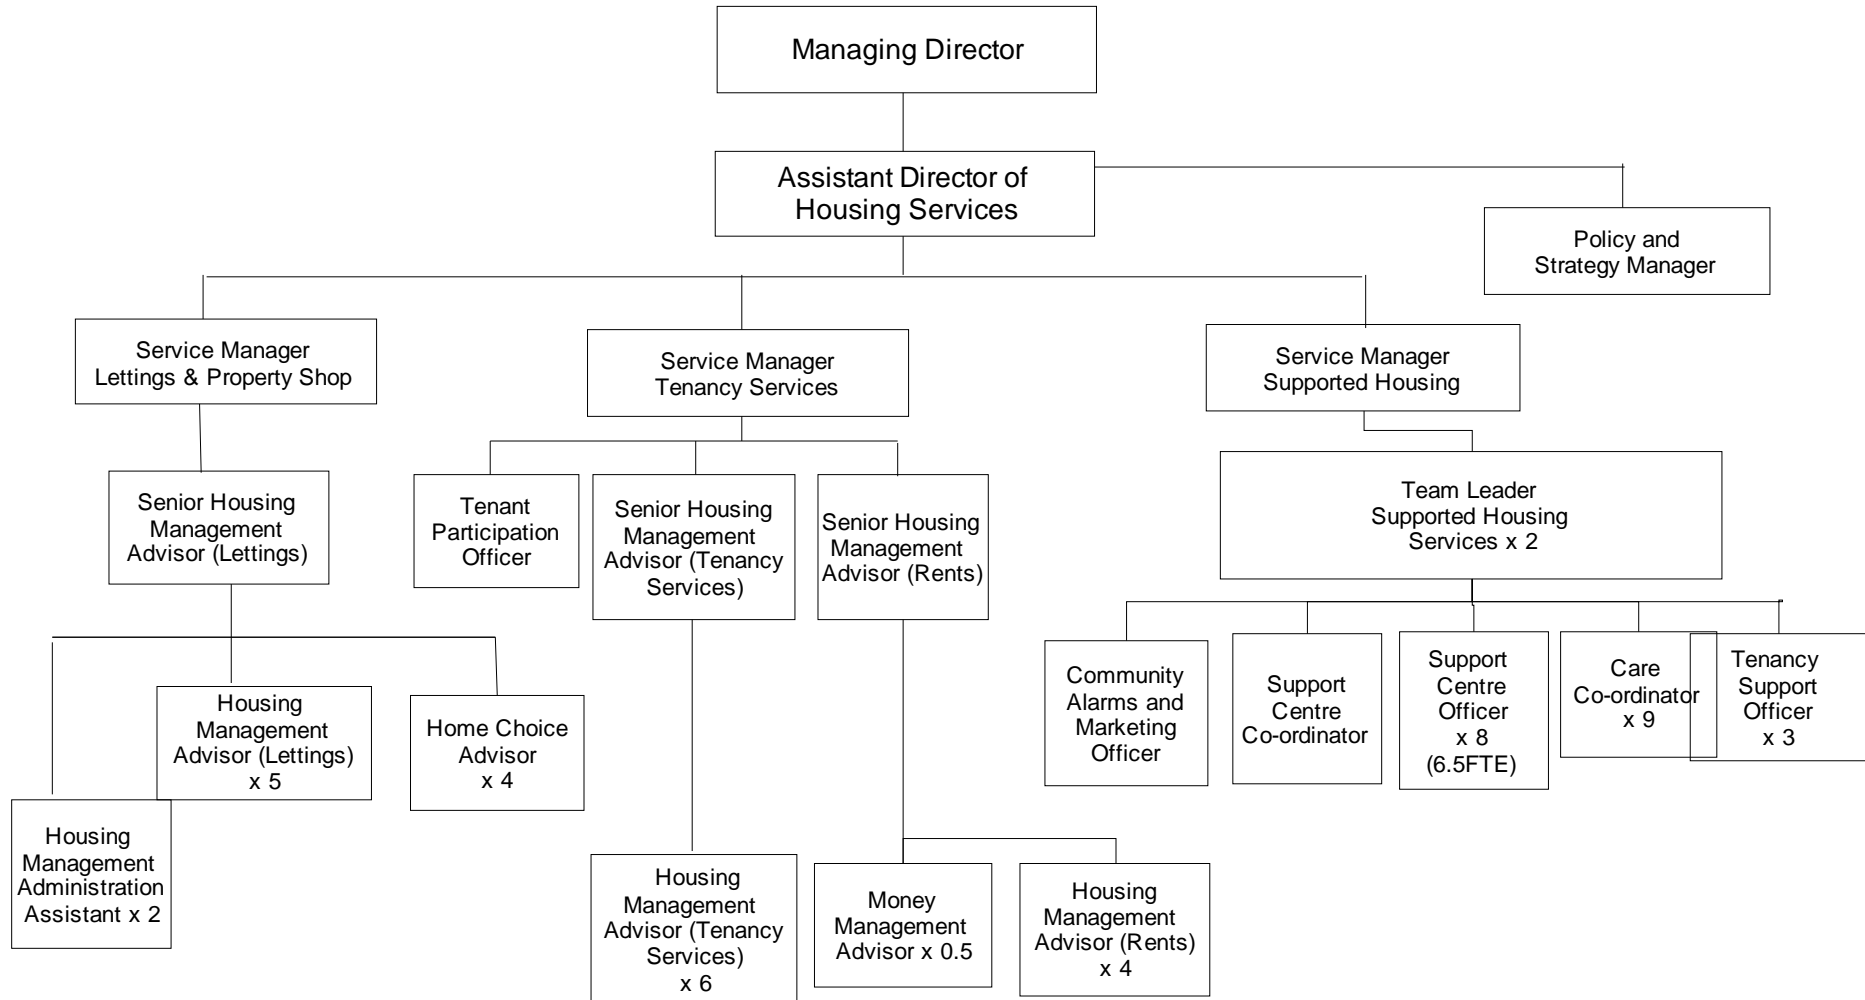 Managing Director
Assistant Director of
Housing Services
Policy and
Strategy Manager
Service Manager
Lettings & Property Shop
Service Manager
Tenancy Services
Service Manager
Supported Housing
Senior Housing
Management
Advisor (Lettings)
Tenant
Participation
Officer
Senior Housing
Management
Advisor (Tenancy
Services)
Senior Housing
Management
Advisor (Rents)
Team Leader
Supported Housing
Services x 2
Housing
Management
Administration
Assistant x 2
Housing
Management
Advisor (Lettings)
x 5
Home Choice
Advisor
x 4
Housing
Management
Advisor (Tenancy
Services)
x 6
Money
Management
Advisor x 0.5
Housing
Management
Advisor (Rents)
x 4
Community
Alarms and
Marketing
Officer
Support
Centre
Co-ordinator
Support
Centre
Officer
x 8
(6.5FTE)
Care
Co-ordinator
x 9
Tenancy
Support
Officer
x 3